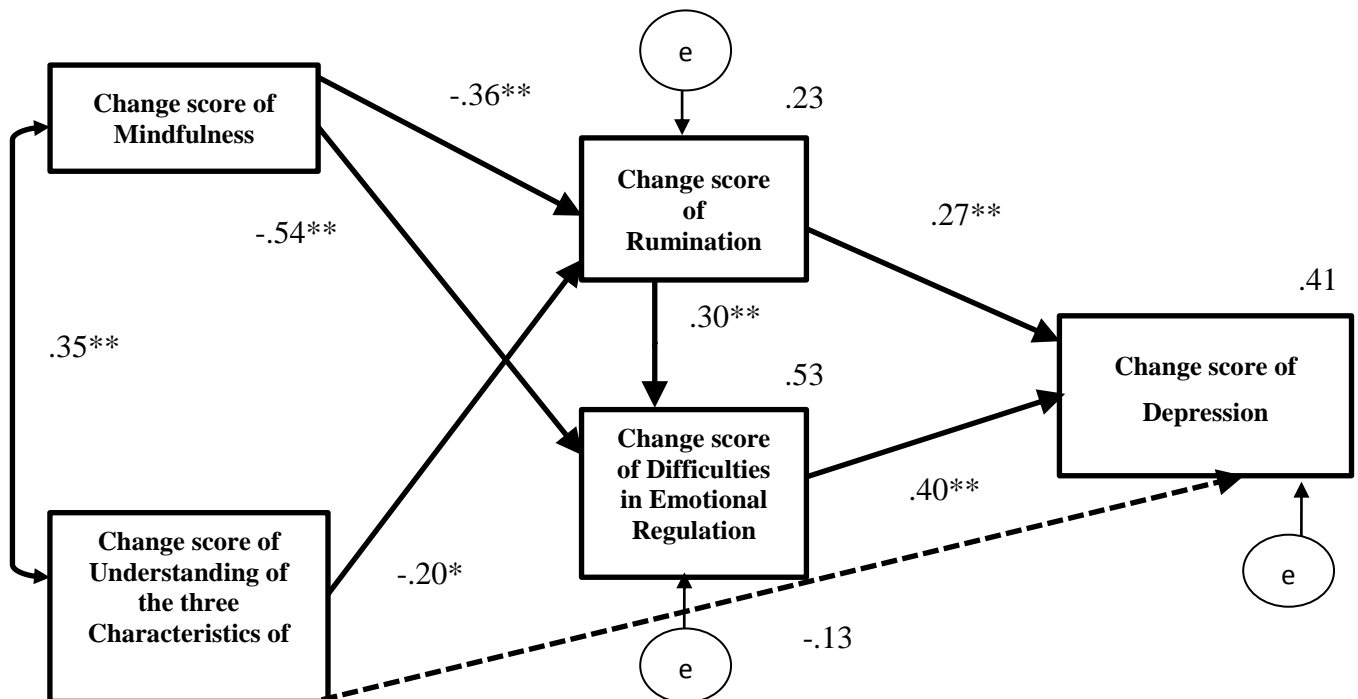 e
Change score of
Mindfulness
-.36**
.23
Change score
of
Rumination
-.54**
.27**
.41
.35**
.30**
Change score of
Depression
.53
Change score
of Difficulties
in Emotional
Regulation
.40**
Change score of
Understanding of
the three
Characteristics of
-.20*
e
-.13
e